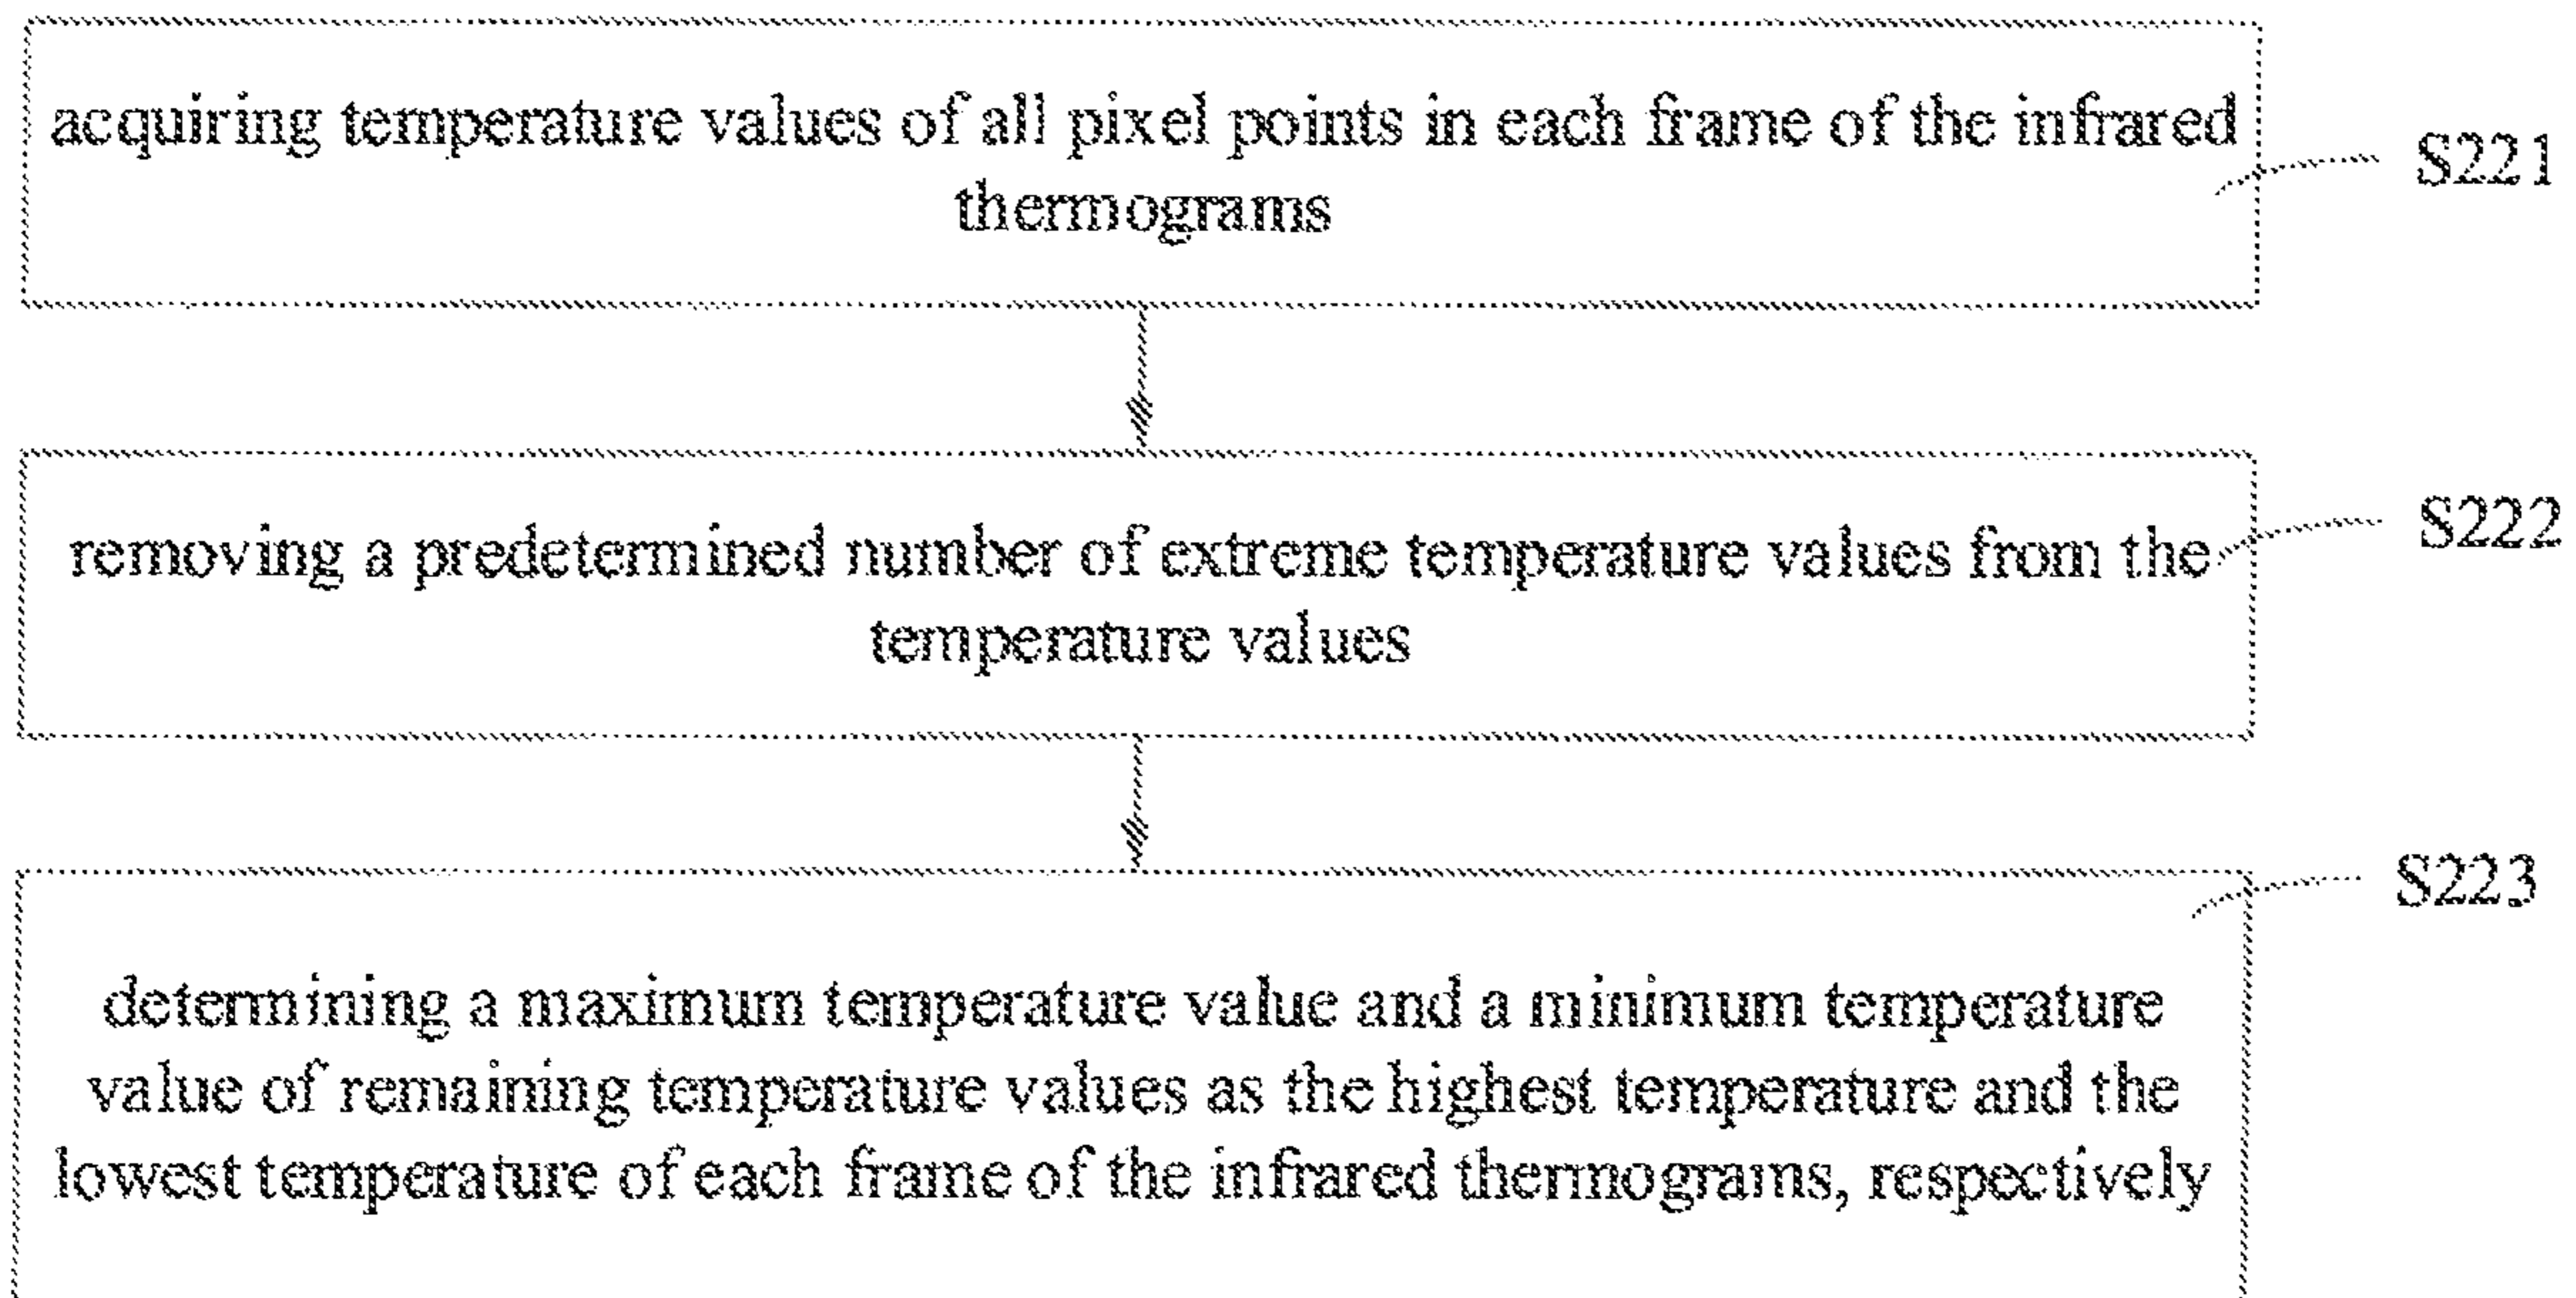 acquiring temperature values of all pixel points in each frame of the infrared
thermograms
S221
removing a predetermined number of extreme temperature values from the
temperature values
S222
determining a maximum temperature value and a minimum temperature
value of remaining temperature values as the highest temperature and the
lowest temperature of each frame of the infrared thermograms, respectively
S223